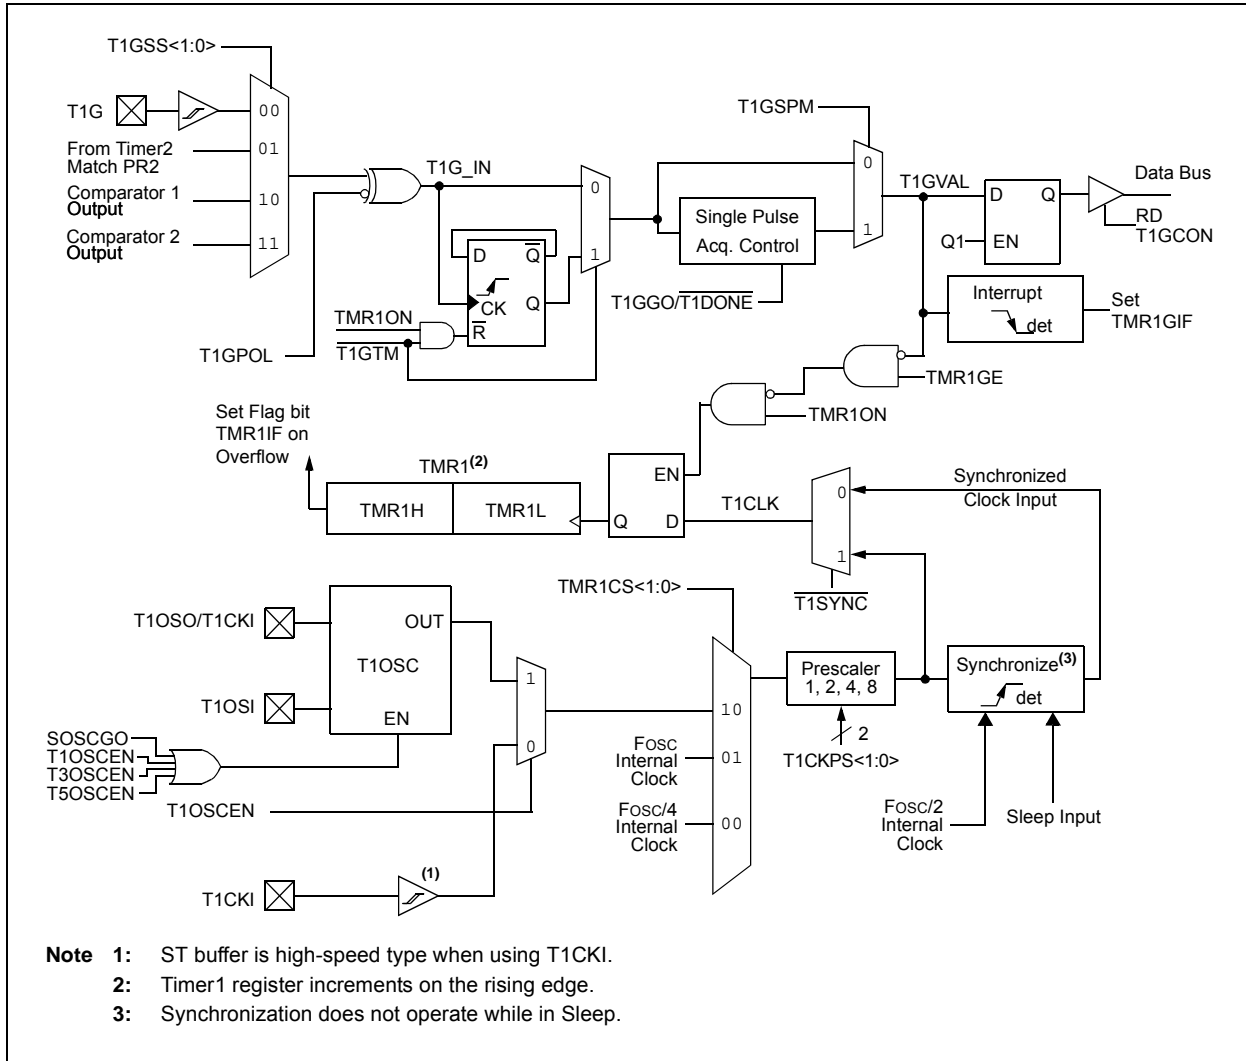 T1GSS<1:0>
T1G
00
From Timer2
Match PR2
01
Comparator 1
Output
10
Comparator 2
Output
11
T1GPOL
T1G_IN
D
Q
CK
Q
R
TMR1ON
T1GTM
0
1
T1GSPM
Single Pulse
Acq. Control
T1GGO/T1DONE
0
1
T1GVAL
D
Q
Q1
EN
Data Bus
RD
T1GCON
Interrupt
det
Set
TMR1GIF
TMR1GE
TMR1ON
Set Flag bit
TMR1IF on
Overflow
TMR1(2)
TMR1H
TMR1L
EN
Q
D
T1CLK
0
1
T1SYNC
Synchronized
Clock Input
T1OSO/T1CKI
T1OSI
OUT
T1OSC
EN
SOSCGO
T1OSCEN
T3OSCEN
T5OSCEN
T1OSCEN
1
0
T1CKI
(1)
TMR1CS<1:0>
10
FOSC
Internal
Clock
01
FOSC/4
Internal
Clock
00
Prescaler
1, 2, 4, 8
2
T1CKPS<1:0>
Synchronize(3)
det
FOSC/2
Internal
Clock
Sleep Input
Note 1: ST buffer is high-speed type when using T1CKI.
2: Timer1 register increments on the rising edge.
3: Synchronization does not operate while in Sleep.